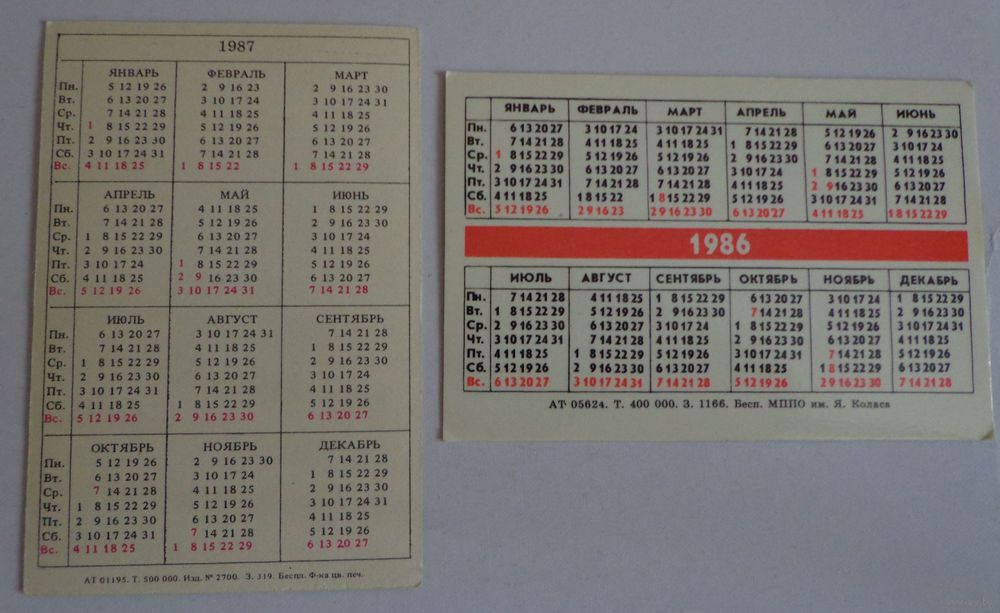 1987
ЯНВАРЬ ФЕВРАЛЬ МАРТ
Пн. 5 12 19 26 2 9 16 23 2 9 16 23 30
Вт. 6 13 20 27 3 10 17 24 3 10 17 24 31
Ср. 7 14 21 28 4 11 18 25 4 11 18 25
Чт. 1 8 15 22 29 5 12 19 26 5 12 19 26
Пт. 2 9 16 23 30 6 13 20 27 6 13 20 27
Сб. 3 10 17 24 31 7 14 21 28 7 14 21 28
Вс. 4 11 18 25 1 8 15 22 1 8 15 22 29
АПРЕЛЬ МАЙ ИЮНЬ
Пн. 6 13 20 27 4 11 18 25 1 8 15 22 29
Вт. 7 14 21 28 5 12 19 26 2 9 16 23 30
Ср. 1 8 15 22 29 6 13 20 27 3 10 17 24
Чт. 2 9 16 23 30 7 14 21 28 4 11 18 25
Пт. 3 10 17 24 1 8 15 22 29 5 12 19 26
Сб. 4 11 18 25 2 9 16 23 30 6 13 20 27
Вс. 5 12 19 26 3 10 17 24 31 7 14 21 28
ИЮЛЬ АВГУСТ СЕНТЯБРЬ
Пн. 6 13 20 27 3 10 17 24 31 7 14 21 28
Вт. 7 14 21 28 4 11 18 25 1 8 15 22 29
Ср. 1 8 15 22 29 5 12 19 26 2 9 16 23 30
Чт. 2 9 16 23 30 6 13 20 27 3 10 17 24
Пт. 3 10 17 24 31 7 14 21 28 4 11 18 25
Сб. 4 11 18 25 1 8 15 22 29 5 12 19 26
Вс. 5 12 19 26 2 9 16 23 30 6 13 20 27
ОКТЯБРЬ НОЯБРЬ ДЕКАБРЬ
Пн. 5 12 19 26 2 9 16 23 30 7 14 21 28
Вт. 6 13 20 27 3 10 17 24 1 8 15 22 29
Ср. 7 14 21 28 4 11 18 25 2 9 16 23 30
Чт. 1 8 15 22 29 5 12 19 26 3 10 17 24 31
Пт. 2 9 16 23 30 6 13 20 27 4 11 18 25
Сб. 3 10 17 24 31 7 14 21 28 5 12 19 26
Вс. 4 11 18 25 1 8 15 22 29 6 13 20 27
АТ 01195. Т. 500 000. Изд. № 2700. З. 319. Беспл. Ф-ка цв. печ.
ЯНВАРЬ ФЕВРАЛЬ МАРТ АПРЕЛЬ МАЙ ИЮНЬ
Пн. 6 13 20 27 3 10 17 24 3 10 17 24 31 7 14 21 28 5 12 19 26 2 9 16 23 30
Вт. 7 14 21 28 4 11 18 25 4 11 18 25 1 8 15 22 29 6 13 20 27 3 10 17 24
Ср. 1 8 15 22 29 5 12 19 26 5 12 19 26 2 9 16 23 30 7 14 21 28 4 11 18 25
Чт. 2 9 16 23 30 6 13 20 27 6 13 20 27 3 10 17 24 1 8 15 22 29 5 12 19 26
Пт. 3 10 17 24 31 7 14 21 28 7 14 21 28 4 11 18 25 2 9 16 23 30 6 13 20 27
Сб. 4 11 18 25 1 8 15 22 1 8 15 22 29 5 12 19 26 3 10 17 24 31 7 14 21 28
Вс. 5 12 19 26 2 9 16 23 2 9 16 23 30 6 13 20 27 4 11 18 25 1 8 15 22 29
1986
ИЮЛЬ АВГУСТ СЕНТЯБРЬ ОКТЯБРЬ НОЯБРЬ ДЕКАБРЬ
Пн. 7 14 21 28 4 11 18 25 1 8 15 22 29 6 13 20 27 3 10 17 24 1 8 15 22 29
Вт. 1 8 15 22 29 5 12 19 26 2 9 16 23 30 7 14 21 28 4 11 18 25 2 9 16 23 30
Ср. 2 9 16 23 30 6 13 20 27 3 10 17 24 1 8 15 22 29 5 12 19 26 3 10 17 24 31
Чт. 3 10 17 24 31 7 14 21 28 4 11 18 25 2 9 16 23 30 6 13 20 27 4 11 18 25
Пт. 4 11 18 25 1 8 15 22 29 5 12 19 26 3 10 17 24 31 7 14 21 28 5 12 19 26
Сб. 5 12 19 26 2 9 16 23 30 6 13 20 27 4 11 18 25 1 8 15 22 29 6 13 20 27
Вс. 6 13 20 27 3 10 17 24 31 7 14 21 28 5 12 19 26 2 9 16 23 30 7 14 21 28
АТ 05624. Т. 400 000. З. 1166. Бесп. МППО им. Я. Коласа